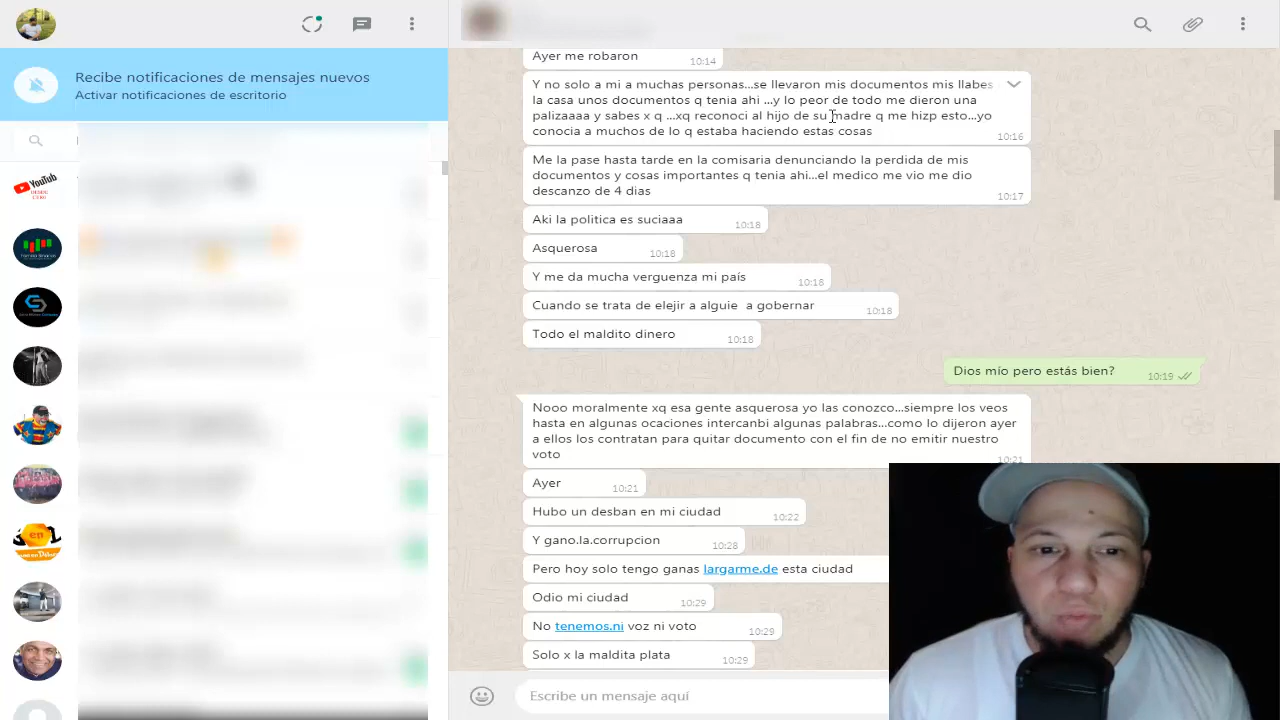 Recibe notificaciones de mensajes nuevos
Activar notificaciones de escritorio
YouTube
DESDE
CERO
Ayer me robaron
10:14
Y no solo a mi a muchas personas...se llevaron mis documentos mis llabes
la casa unos documentos q tenia ahi ...y lo peor de todo me dieron una
palizaaaa y sabes x q ...xq reconoci al hijo de su madre q me hizp esto...yo
conocia a muchos de lo q estaba haciendo estas cosas
10:16
Me la pase hasta tarde en la comisaria denunciando la perdida de mis
documentos y cosas importantes q tenia ahi...el medico me vio me dio
descanzo de 4 dias
10:17
Aki la politica es suciaaa
10:18
Asquerosa
10:18
Y me da mucha verguenza mi país
10:18
Cuando se trata de elejir a alguie a gobernar
10:18
Todo el maldito dinero
10:18
Dios mío pero estás bien?
10:19
Nooo moralmente xq esa gente asquerosa yo las conozco...siempre los veos
hasta en algunas ocaciones intercambi algunas palabras...como lo dijeron ayer
a ellos los contratan para quitar documento con el fin de no emitir nuestro
voto
10:21
Ayer
10:21
Hubo un desban en mi ciudad
10:22
Y gano.la.corrupcion
10:28
Pero hoy solo tengo ganas largarme.de esta ciudad
Odio mi ciudad
10:29
No tenemos.ni voz ni voto
10:29
Solo x la maldita plata
10:29
Escribe un mensaje aquí